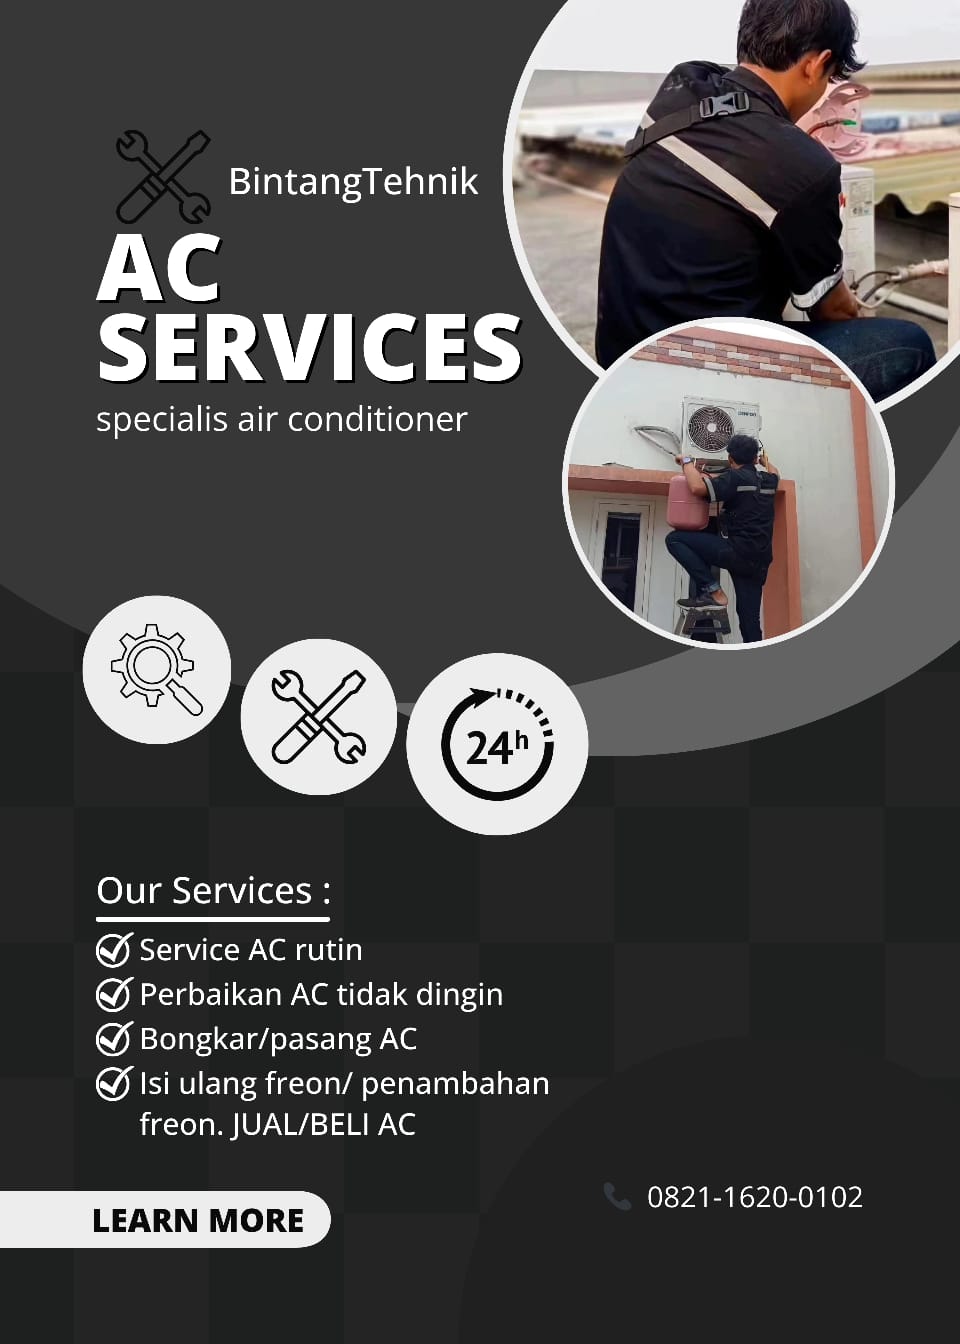 BintangTehnik
AC
SERVICES
specialis air conditioner
24h
Our Services :
Service AC rutin
Perbaikan AC tidak dingin
Bongkar/pasang AC
Isi ulang freon/ penambahan
freon. JUAL/BELI AC
LEARN MORE
0821-1620-0102